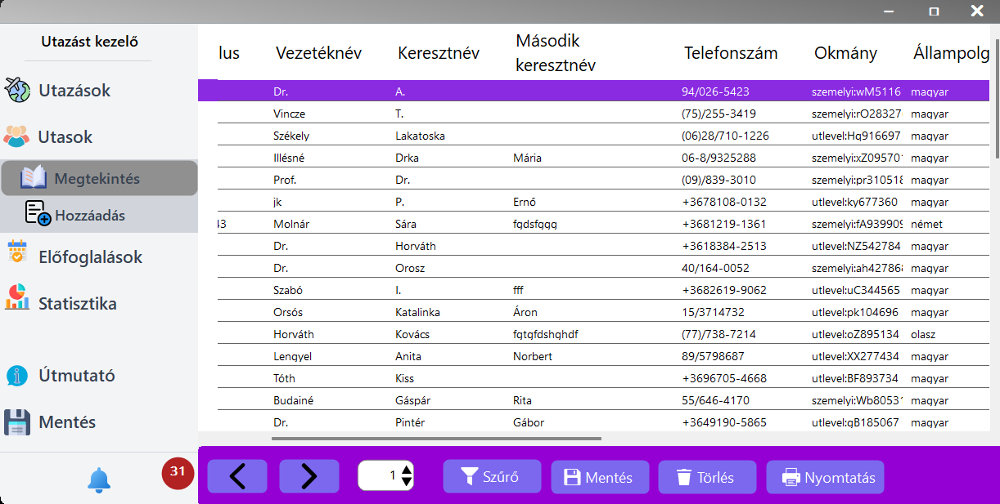 Utazást kezelő
Utazások
Utasok
Megtekintés
Hozzáadás
Előfoglalások
Statisztika
Útmutató
Mentés
31
lus Vezetéknév Keresztnév Második keresztnév Telefonszám Okmány Állampolg
Dr. A. 94/026-5423 szemelyi:wM5116 magyar
Vincze T. (75)/255-3419 szemelyi:rO28327 magyar
Székely Lakatoska (06)28/710-1226 utlevel:Hq916697 magyar
Illésné Drka Mária 06-8/9325288 szemelyi:xZ09570 magyar
Prof. Dr. (09)/839-3010 szemelyi:pr310518 magyar
jk P. Ernő +3678108-0132 utlevel:ky677360 magyar
43 Molnár Sára fgdsfggg +3681219-1361 szemelyi:fA939909 német
Dr. Horváth +3618384-2513 utlevel:NZ542784 magyar
Dr. Orosz 40/164-0052 szemelyi:ah42786 magyar
Szabó I. fff +3682619-9062 utlevel:uC344565 magyar
Orsós Katalinka Áron 15/3714732 utlevel:pk104696 magyar
Horváth Kovács fgtgfdshghdf (77)/738-7214 utlevel:oZ895134 olasz
Lengyel Anita Norbert 89/5798687 utlevel:XX277434 magyar
Tóth Kiss +3696705-4668 utlevel:BF893734 magyar
Budainé Gáspár Rita 55/646-4170 szemelyi:Wb8053 magyar
Dr. Pintér Gábor +3649190-5865 utlevel:gB185067 magyar
1 Szűrő Mentés Törlés Nyomtatás